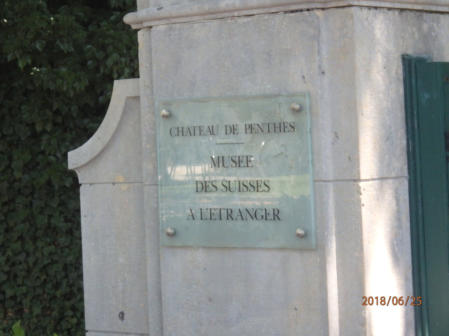 CHATEAU DE PENTHES
MUSEE
DES SUISSES
A L'ETRANGER
2018/06/25